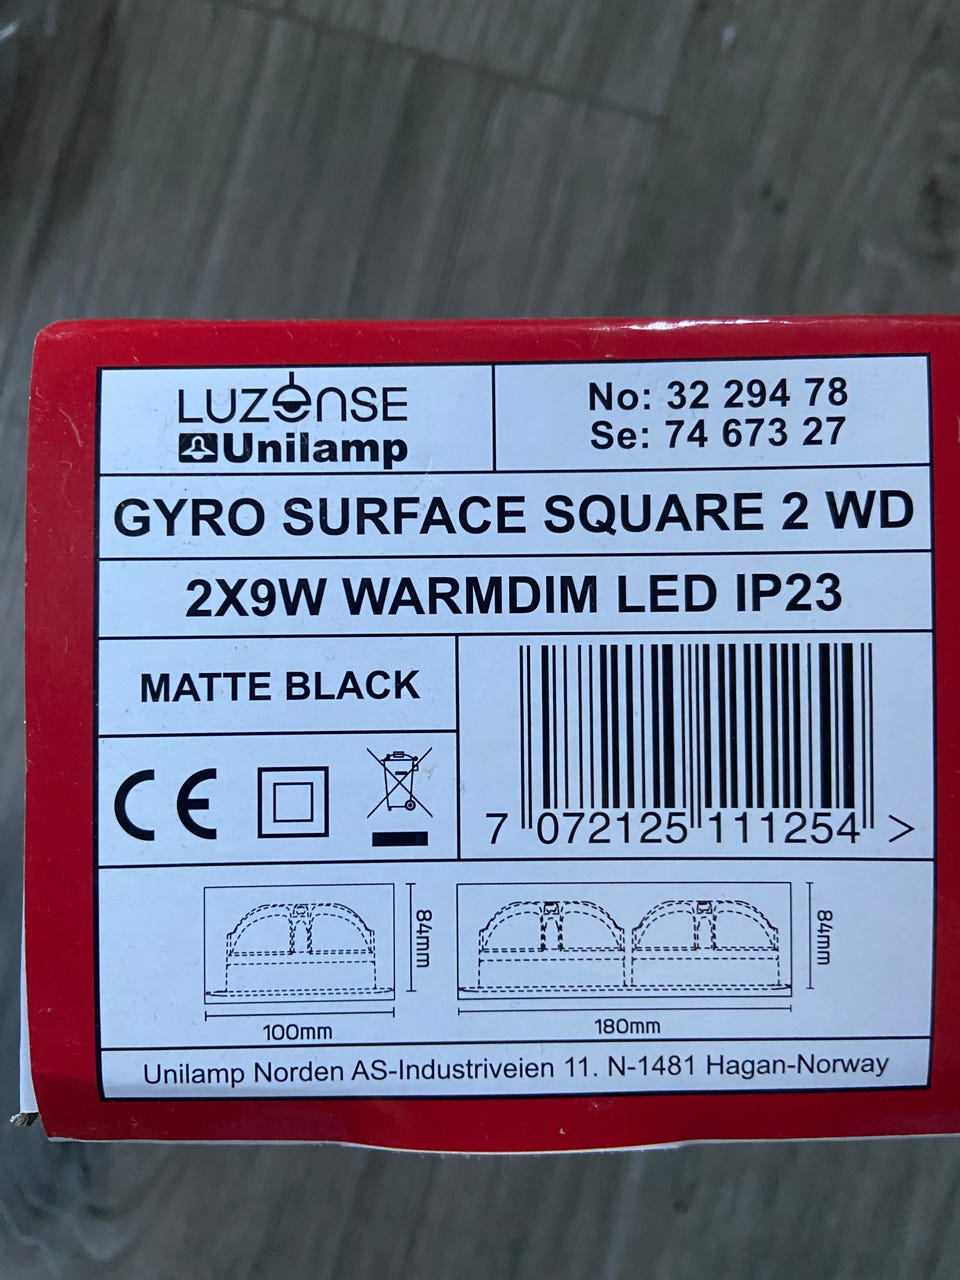 LUZENSE
Unilamp
No: 32 294 78
Se: 74 673 27
GYRO SURFACE SQUARE 2 WD
2X9W WARMDIM LED IP23
MATTE BLACK
CE
7 072125 111254 >
84mm
84mm
100mm
180mm
Unilamp Norden AS-Industriveien 11. N-1481 Hagan-Norway